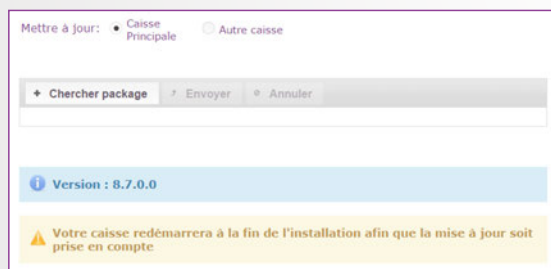 Mettre à jour: Caisse Principale Autre caisse
+ Chercher package Envoyer Annuler
Version : 8.7.0.0
Votre caisse redémarrera à la fin de l'installation afin que la mise à jour soit
prise en compte